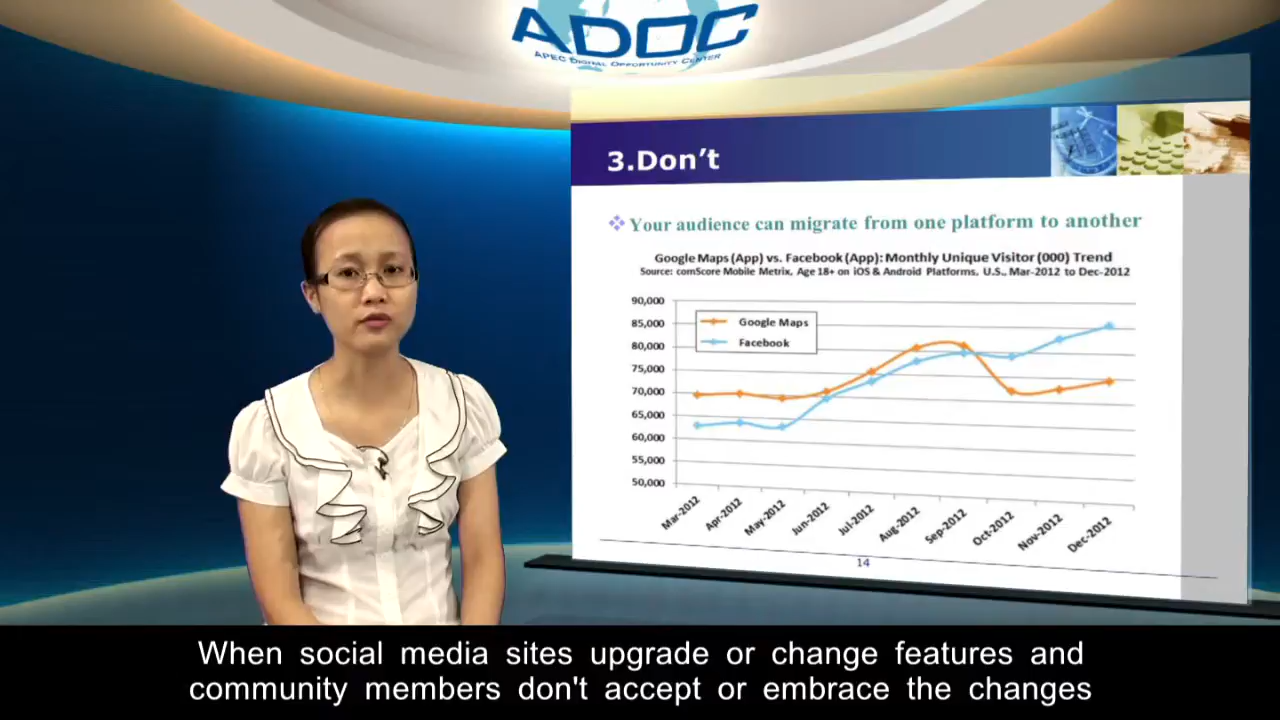 ADOC
APEC DIGITAL OPPORTUNITY CENTER
3.Don't
Your audience can migrate from one platform to another
Google Maps (App) vs. Facebook (App): Monthly Unique Visitor (000) Trend
Source: comScore Mobile Metrix, Age 18+ on iOS & Android Platforms, U.S., Mar-2012 to Dec-2012
90,000
85,000
80,000
75,000
70,000
65,000
60,000
55,000
50,000
Google Maps
Facebook
Mar-2012
Apr-2012
May-2012
Jun-2012
Jul-2012
Aug-2012
Sep-2012
Oct-2012
Nov-2012
Dec-2012
14
When social media sites upgrade or change features and
community members don't accept or embrace the changes